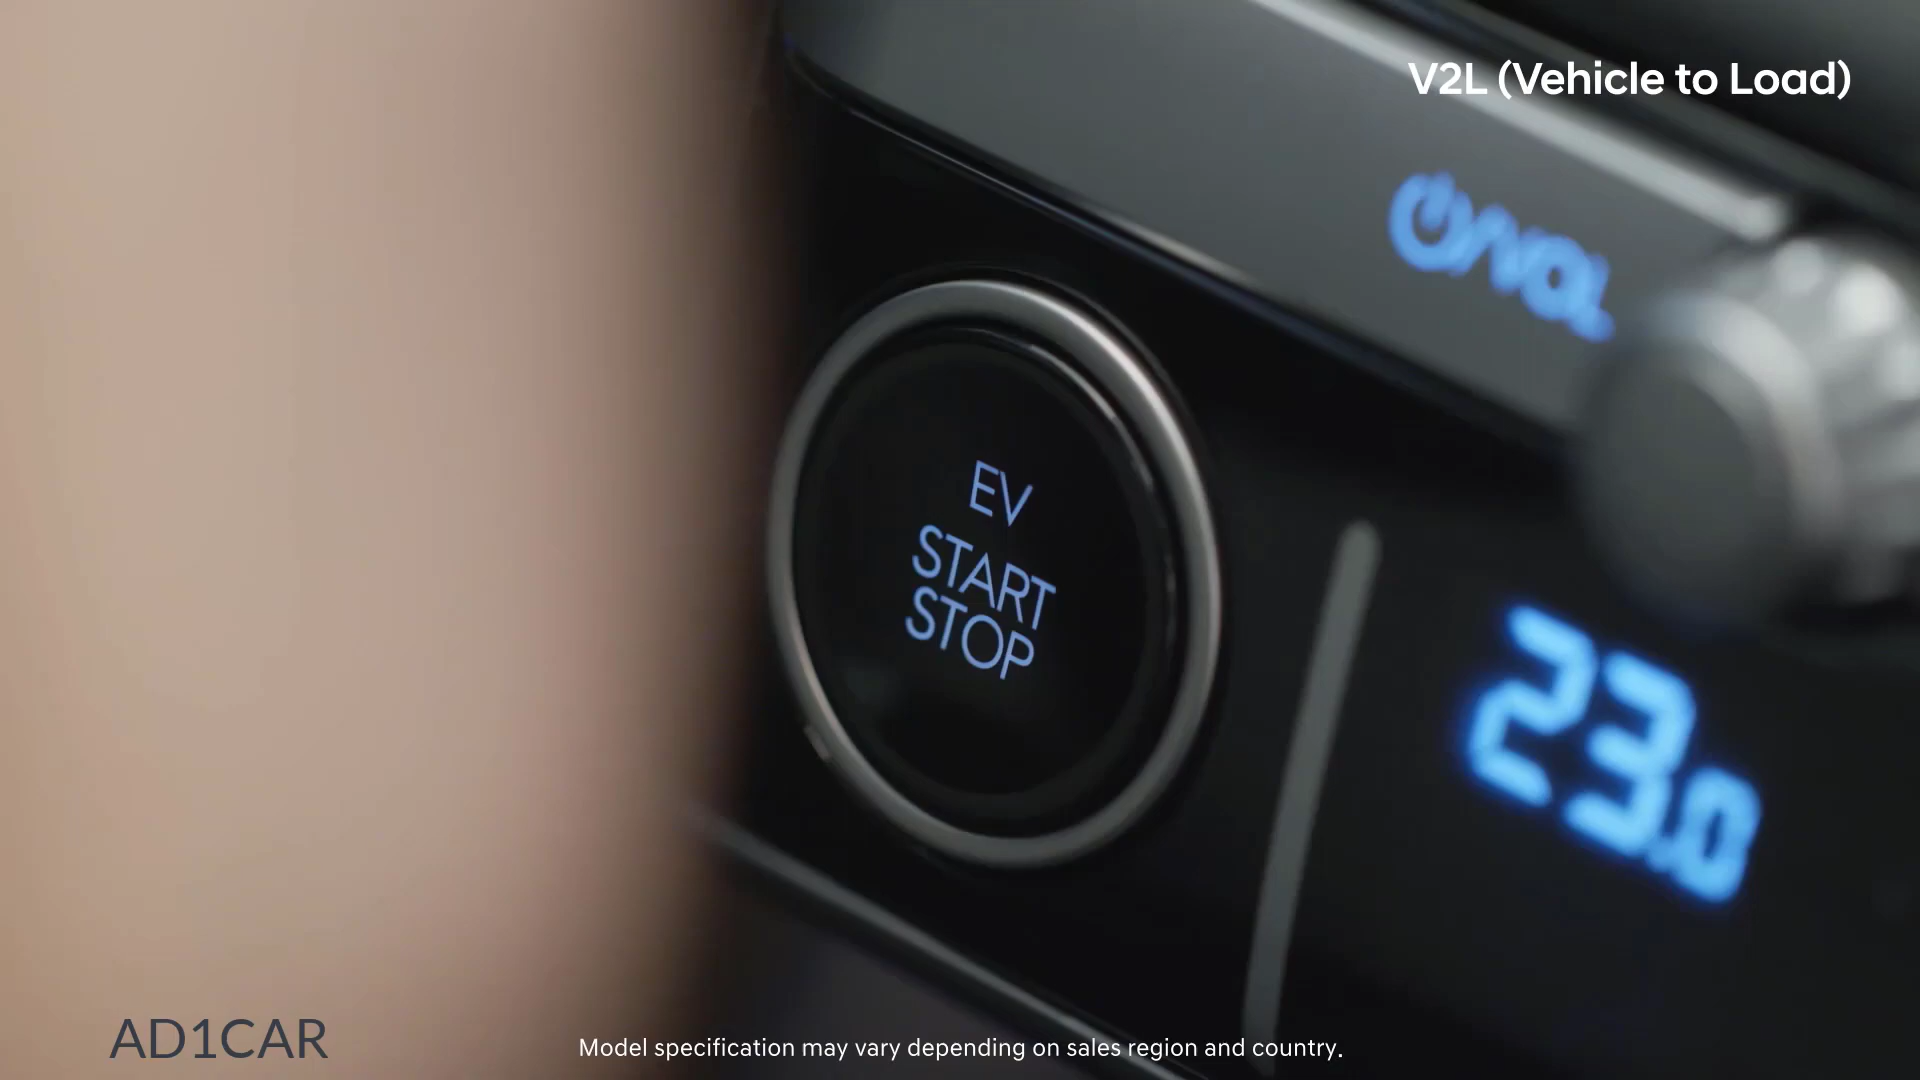 V2L (Vehicle to Load)
/VOL
EV
START
STOP
23.0
AD1CAR
Model specification may vary depending on sales region and country.